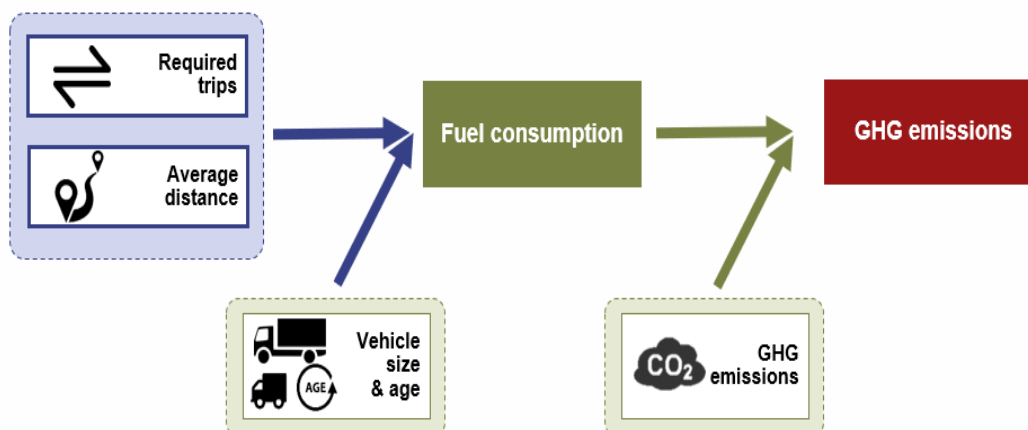 Required
trips
Average
distance
Fuel consumption
GHG emissions
Vehicle
size
& age
AGE
CO2
GHG
emissions